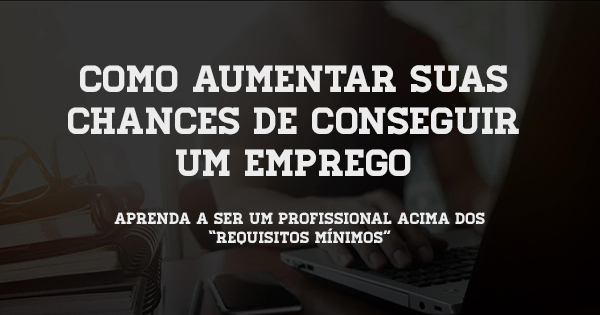 COMO AUMENTAR SUAS
CHANCES DE CONSEGUIR
UM EMPREGO
APRENDA A SER UM PROFISSIONAL ACIMA DOS
"REQUISITOS MÍNIMOS"